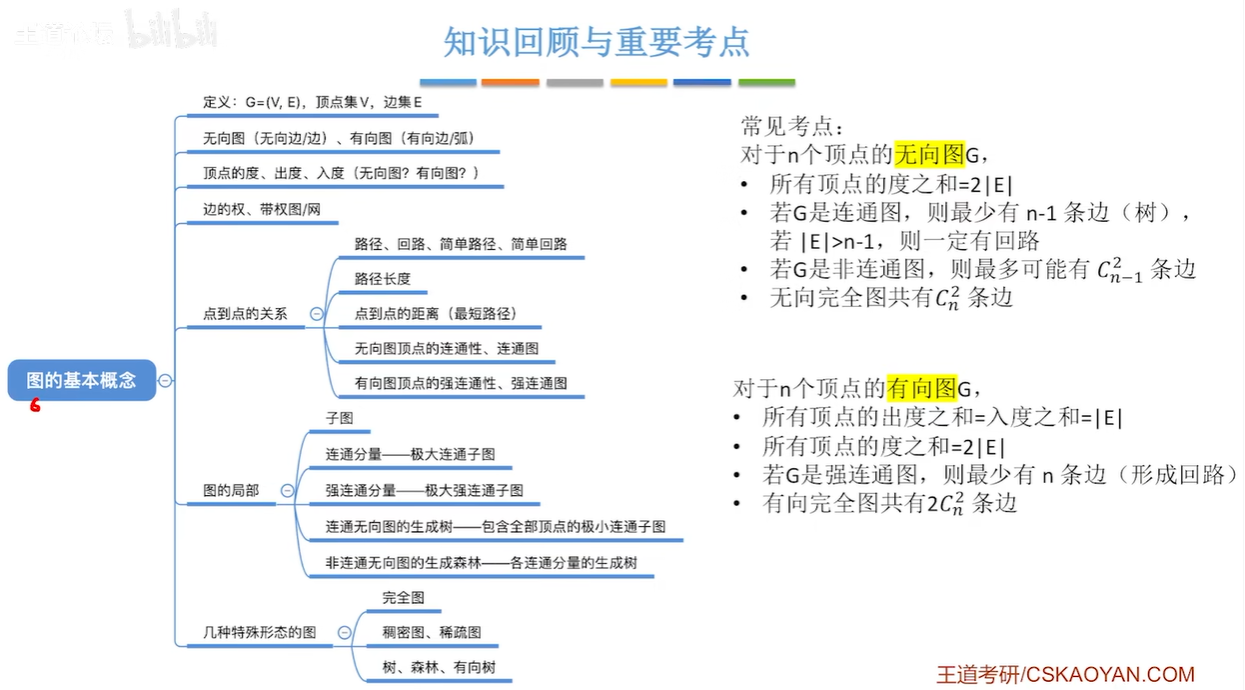 bilibili
知识回顾与重要考点
定义：G=(V, E)，顶点集V，边集E
无向图（无向边/边）、有向图（有向边/弧）
顶点的度、出度、入度（无向图？有向图？）
边的权、带权图/网
点到点的关系
路径、回路、简单路径、简单回路
路径长度
点到点的距离（最短路径）
无向图顶点的连通性、连通图
有向图顶点的强连通性、强连通图
图的基本概念
6
图的局部
子图
连通分量——极大连通子图
强连通分量——极大强连通子图
连通无向图的生成树——包含全部顶点的极小连通子图
非连通无向图的生成森林——各连通分量的生成树
几种特殊形态的图
完全图
稠密图、稀疏图
树、森林、有向树
常见考点：
对于n个顶点的无向图G，
• 所有顶点的度之和=2|E|
• 若G是连通图，则最少有 n-1 条边（树），
若 |E|>n-1，则一定有回路
• 若G是非连通图，则最多可能有 $C_{n-1}^2$ 条边
• 无向完全图共有$C_n^2$ 条边
对于n个顶点的有向图G，
• 所有顶点的出度之和=入度之和=|E|
• 所有顶点的度之和=2|E|
• 若G是强连通图，则最少有 n 条边（形成回路）
• 有向完全图共有2$C_n^2$ 条边
王道考研/CSKAOYAN.COM